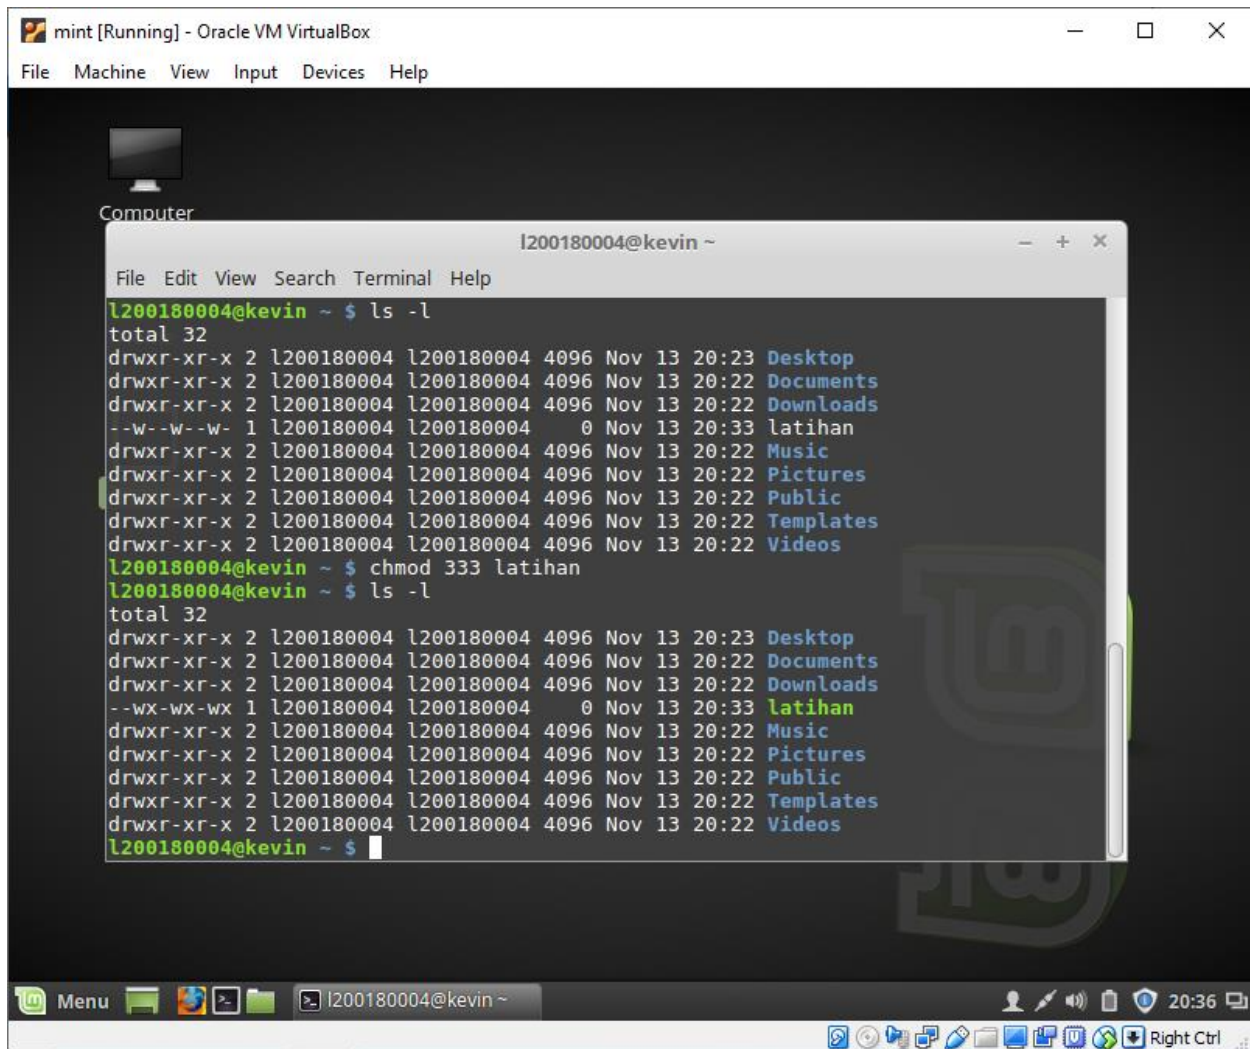 mint [Running] - Oracle VM VirtualBox
File Machine View Input Devices Help
Computer
l200180004@kevin ~
File Edit View Search Terminal Help
l200180004@kevin ~ $ ls -l
total 32
drwxr-xr-x 2 l200180004 l200180004 4096 Nov 13 20:23 Desktop
drwxr-xr-x 2 l200180004 l200180004 4096 Nov 13 20:22 Documents
drwxr-xr-x 2 l200180004 l200180004 4096 Nov 13 20:22 Downloads
--w--w--w- 1 l200180004 l200180004    0 Nov 13 20:33 latihan
drwxr-xr-x 2 l200180004 l200180004 4096 Nov 13 20:22 Music
drwxr-xr-x 2 l200180004 l200180004 4096 Nov 13 20:22 Pictures
drwxr-xr-x 2 l200180004 l200180004 4096 Nov 13 20:22 Public
drwxr-xr-x 2 l200180004 l200180004 4096 Nov 13 20:22 Templates
drwxr-xr-x 2 l200180004 l200180004 4096 Nov 13 20:22 Videos
l200180004@kevin ~ $ chmod 333 latihan
l200180004@kevin ~ $ ls -l
total 32
drwxr-xr-x 2 l200180004 l200180004 4096 Nov 13 20:23 Desktop
drwxr-xr-x 2 l200180004 l200180004 4096 Nov 13 20:22 Documents
drwxr-xr-x 2 l200180004 l200180004 4096 Nov 13 20:22 Downloads
--wx-wx-wx 1 l200180004 l200180004    0 Nov 13 20:33 latihan
drwxr-xr-x 2 l200180004 l200180004 4096 Nov 13 20:22 Music
drwxr-xr-x 2 l200180004 l200180004 4096 Nov 13 20:22 Pictures
drwxr-xr-x 2 l200180004 l200180004 4096 Nov 13 20:22 Public
drwxr-xr-x 2 l200180004 l200180004 4096 Nov 13 20:22 Templates
drwxr-xr-x 2 l200180004 l200180004 4096 Nov 13 20:22 Videos
l200180004@kevin ~ $
Menu l200180004@kevin ~ 20:36
Right Ctrl